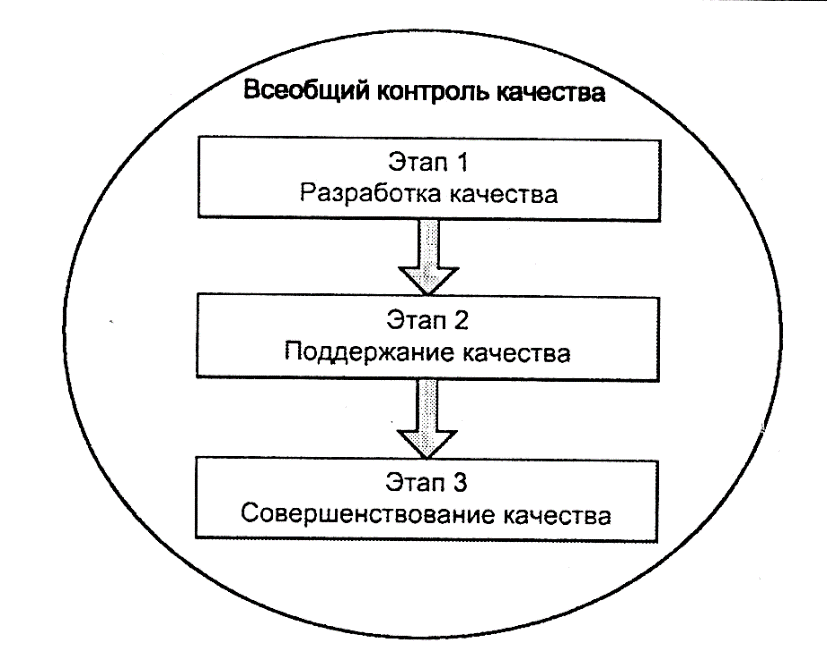 Всеобщий контроль качества
Этап 1
Разработка качества
Этап 2
Поддержание качества
Этап 3
Совершенствование качества